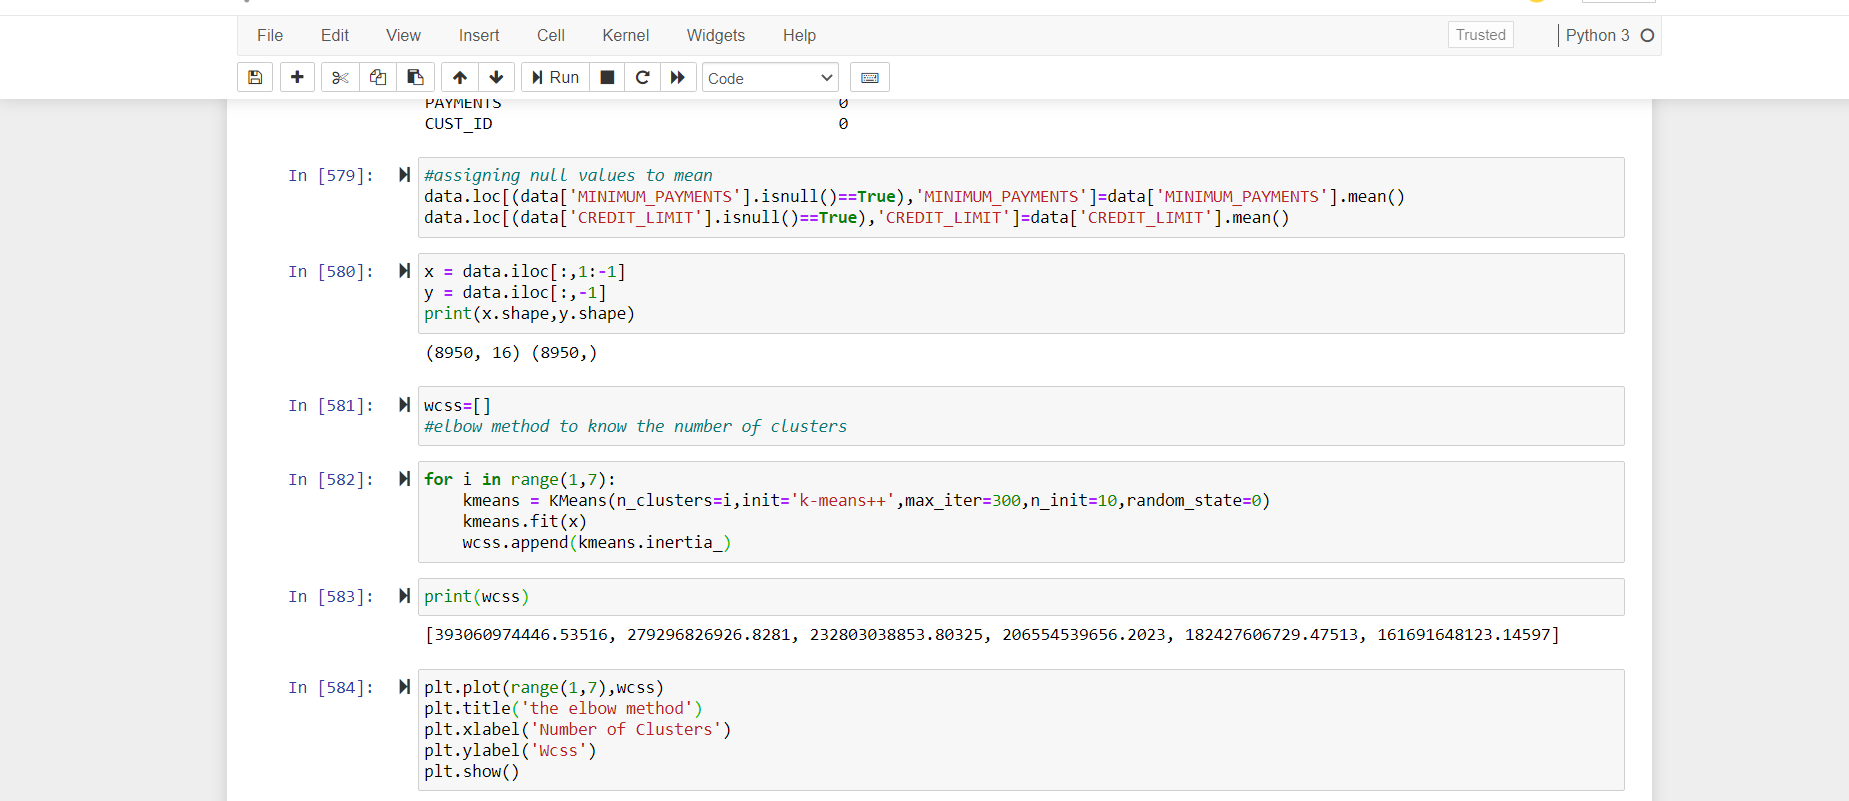 File Edit View Insert Cell Kernel Widgets Help Trusted Python 3
Run Code
PAYMENTS 0
CUST_ID 0
In [579]: #assigning null values to mean
data.loc[(data['MINIMUM_PAYMENTS'].isnull()==True),'MINIMUM_PAYMENTS']=data['MINIMUM_PAYMENTS'].mean()
data.loc[(data['CREDIT_LIMIT'].isnull()==True),'CREDIT_LIMIT']=data['CREDIT_LIMIT'].mean()
In [580]: x = data.iloc[:,1:-1]
y = data.iloc[:,-1]
print(x.shape,y.shape)
(8950, 16) (8950,)
In [581]: wcss=[]
#elbow method to know the number of clusters
In [582]: for i in range(1,7):
kmeans = KMeans(n_clusters=i,init='k-means++',max_iter=300,n_init=10,random_state=0)
kmeans.fit(x)
wcss.append(kmeans.inertia_)
In [583]: print(wcss)
[393060974446.53516, 279296826926.8281, 232803038853.80325, 206554539656.2023, 182427606729.47513, 161691648123.14597]
In [584]: plt.plot(range(1,7),wcss)
plt.title('the elbow method')
plt.xlabel('Number of Clusters')
plt.ylabel('Wcss')
plt.show()